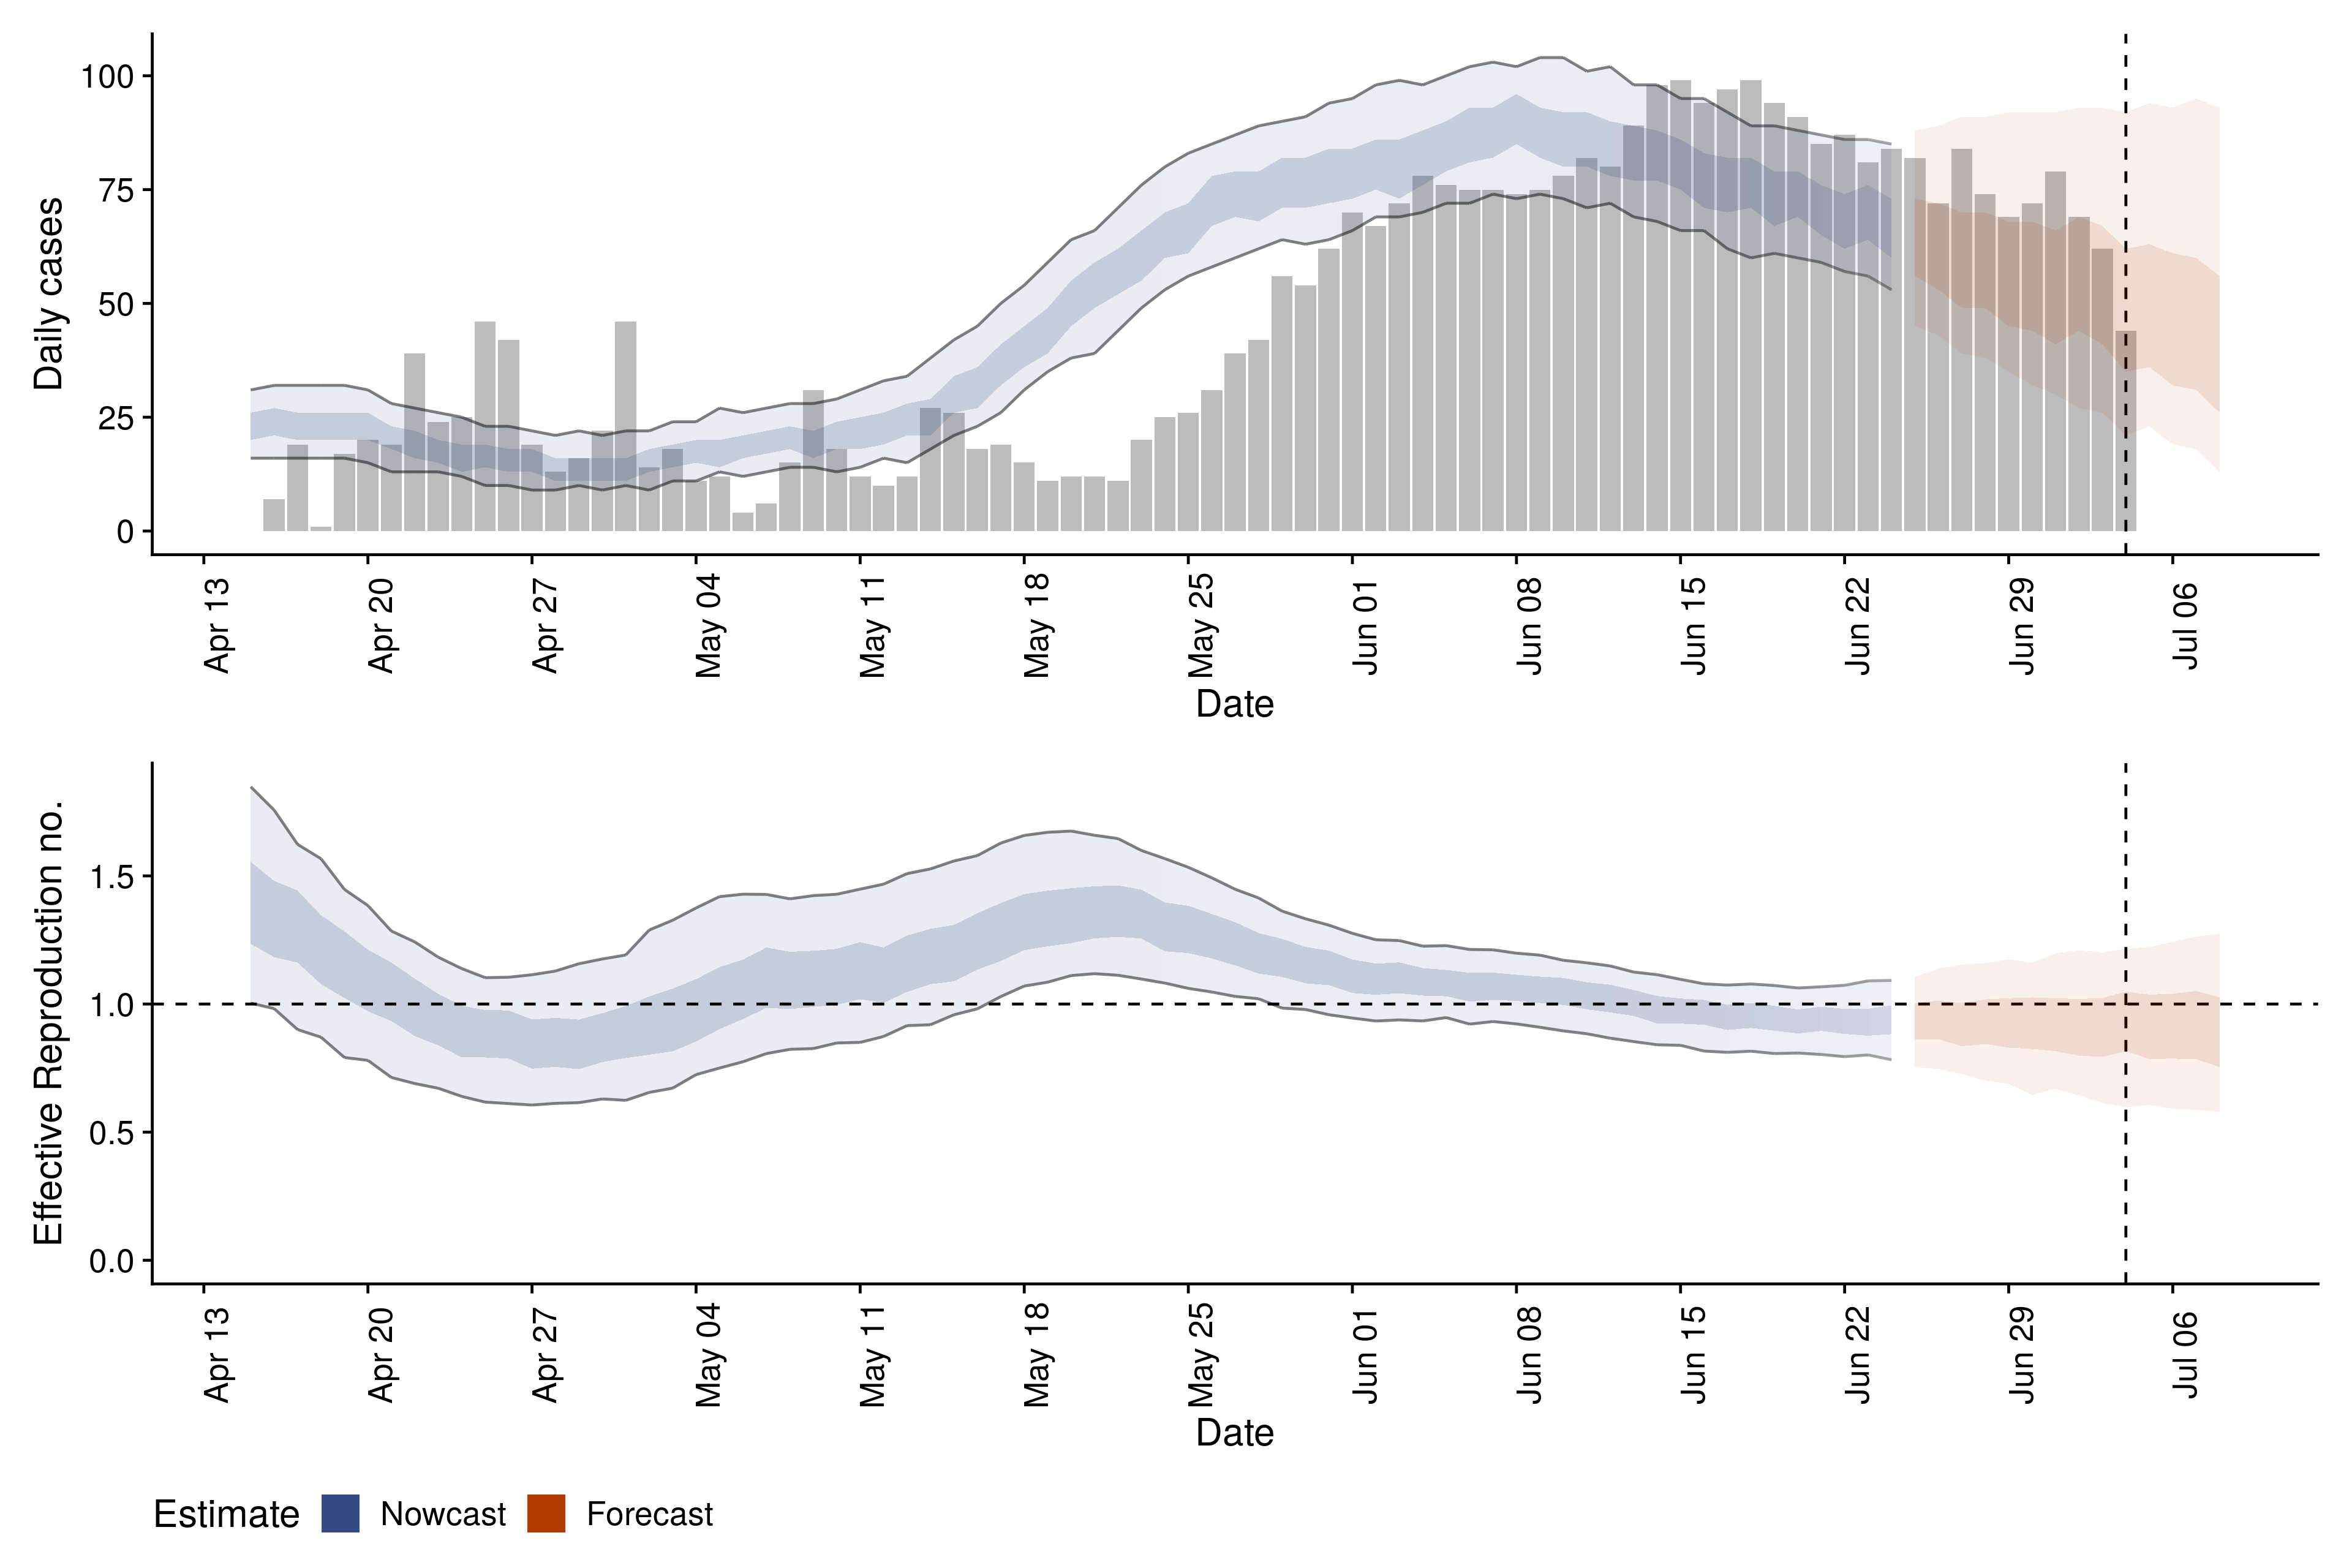 Daily cases
100
75
50
25
0
Apr 13
Apr 20
Apr 27
May 04
May 11
May 18
May 25
Jun 01
Jun 08
Jun 15
Jun 22
Jun 29
Jul 06
Date
Effective Reproduction no.
1.5
1.0
0.5
0.0
Apr 13
Apr 20
Apr 27
May 04
May 11
May 18
May 25
Jun 01
Jun 08
Jun 15
Jun 22
Jun 29
Jul 06
Date
Estimate Nowcast Forecast